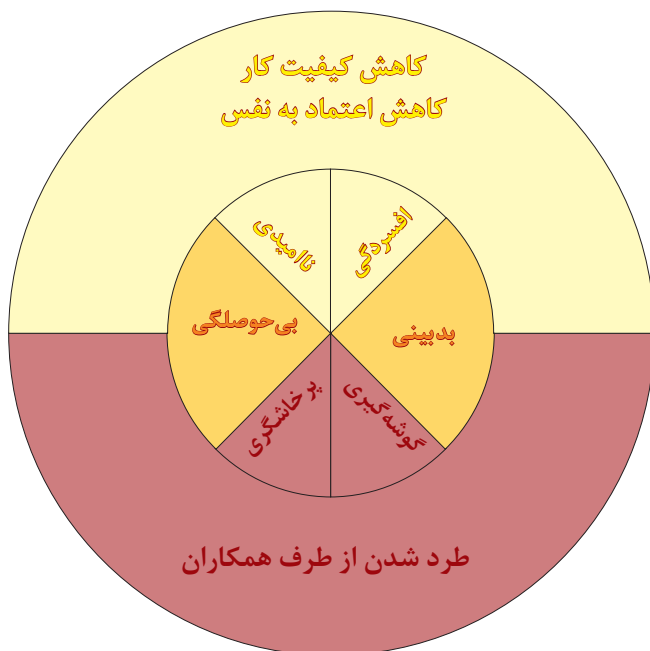 کاهش کیفیت کار
کاهش اعتماد به نفس
افسردگی
ناامیدی
بدبینی
بی‌حوصلگی
گوشه‌گیری
پرخاشگری
طرد شدن از طرف همکاران